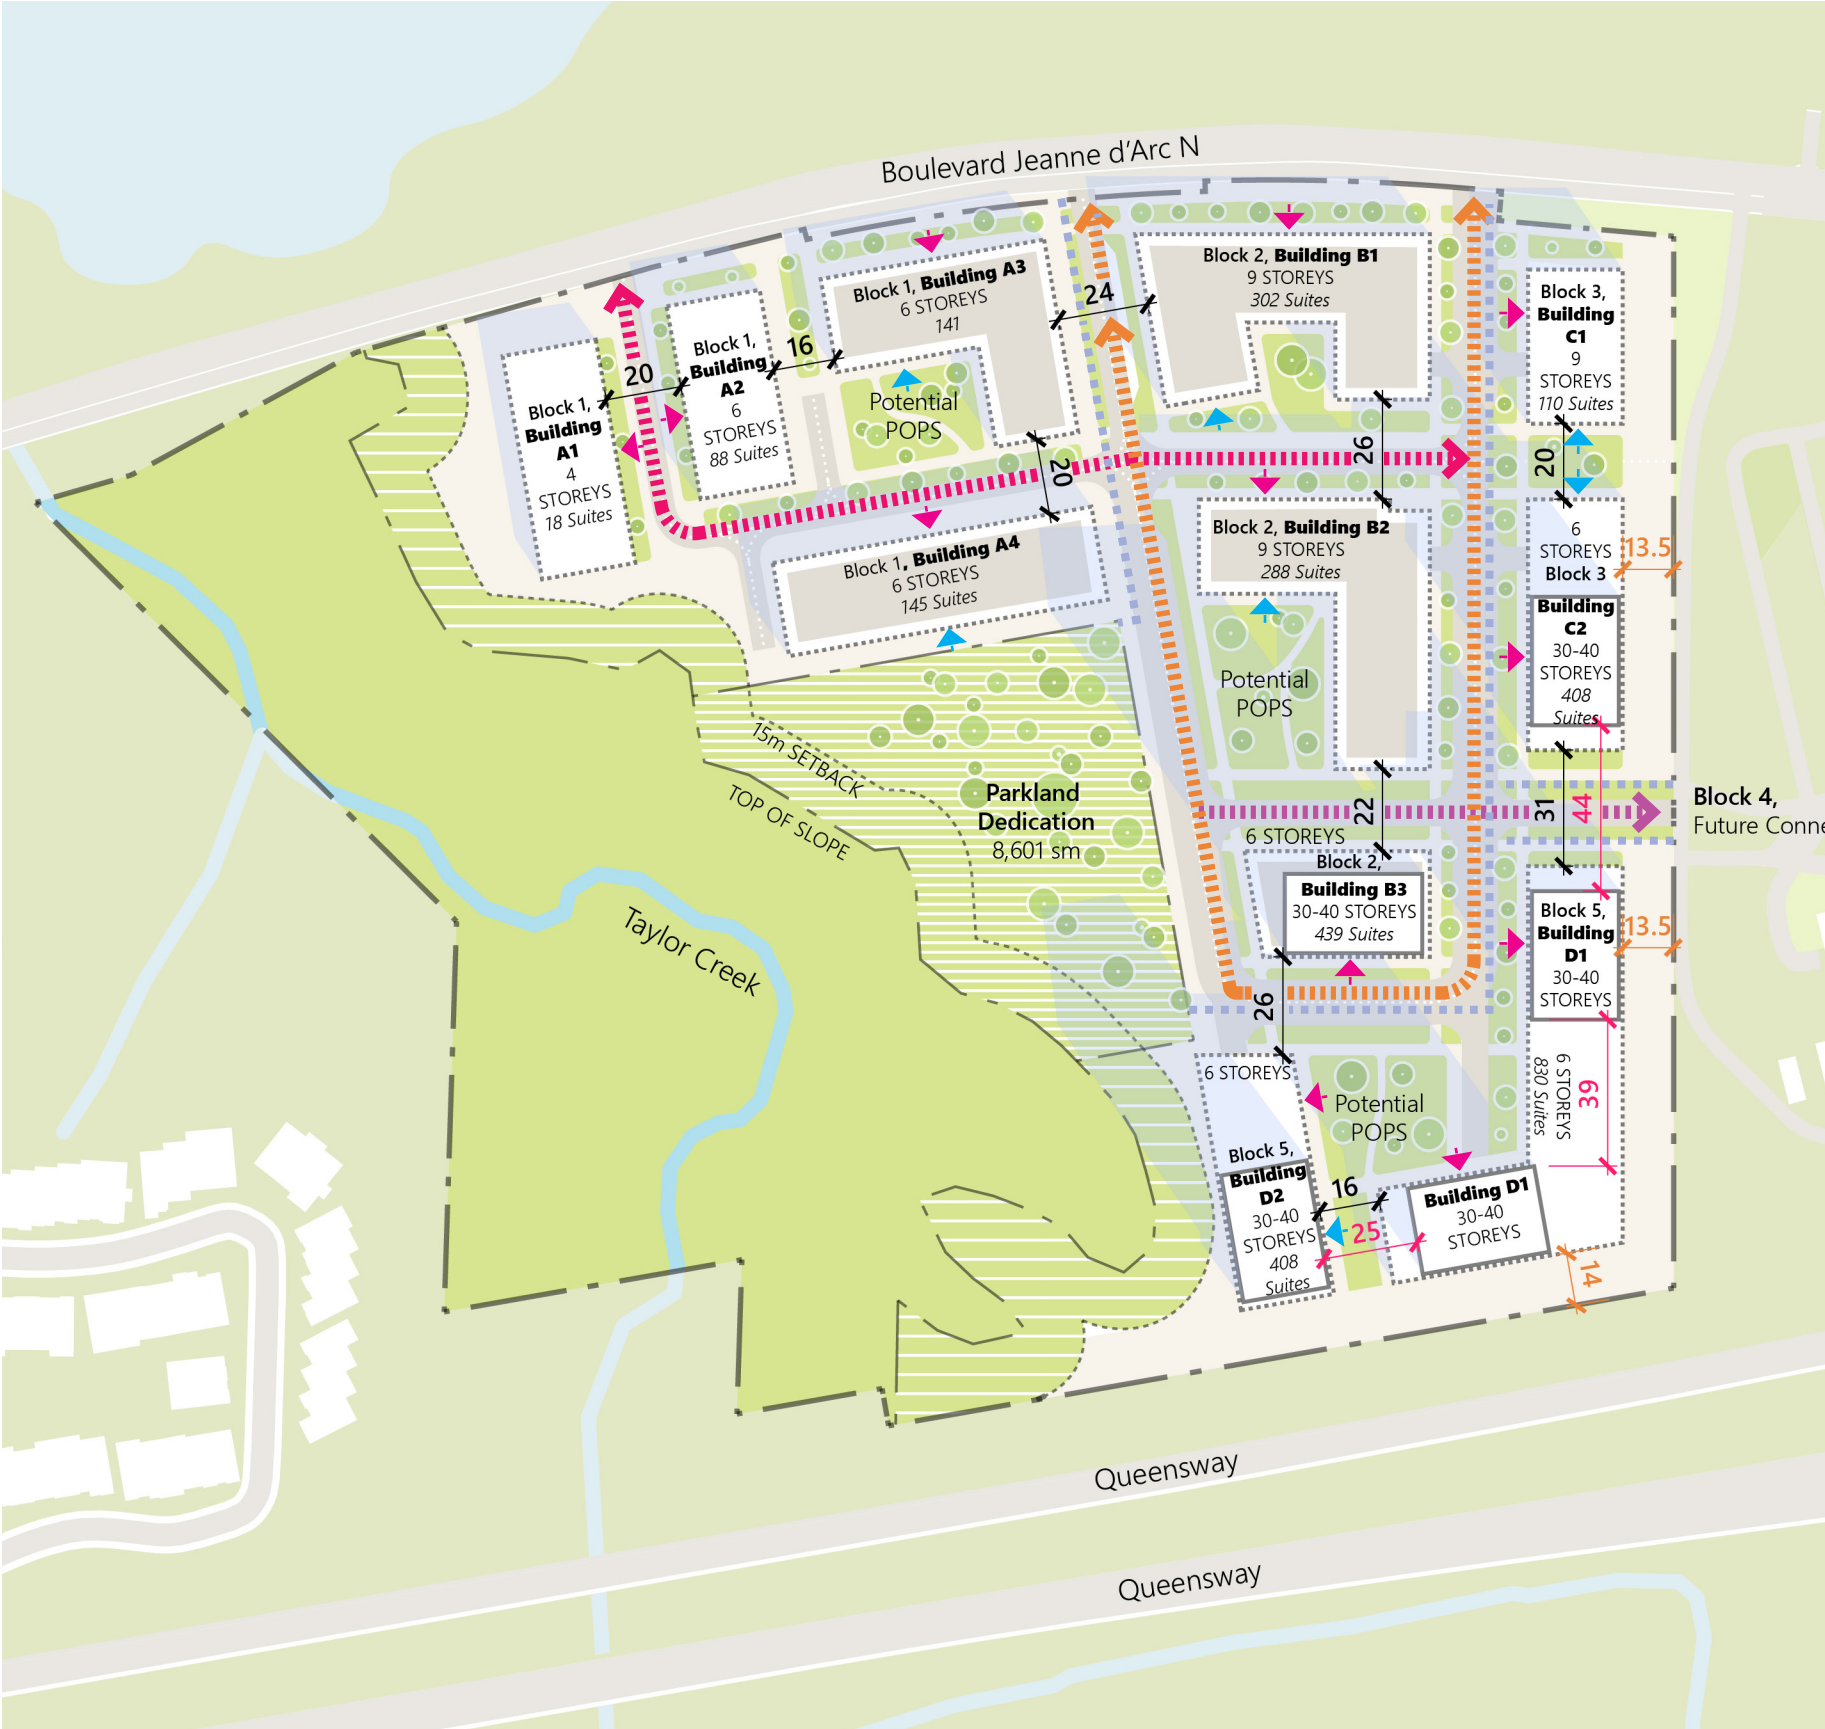 Boulevard Jeanne d'Arc N
Block 1,
Building
A1
4
STOREYS
18 Suites
20
Block 1,
Building
A2
6
STOREYS
88 Suites
16
Block 1, Building A3
6 STOREYS
141
Potential
POPS
24
20
Block 1, Building A4
6 STOREYS
145 Suites
Block 2, Building B1
9 STOREYS
302 Suites
26
Block 2, Building B2
9 STOREYS
288 Suites
Potential
POPS
22
6 STOREYS
Block 2,
Building B3
30-40 STOREYS
439 Suites
26
Block 3,
Building
C1
9
STOREYS
110 Suites
20
6
STOREYS
Block 3
13.5
Building
C2
30-40
STOREYS
408
Suites
31
44
Block 4,
Future Conne
Block 5,
Building
D1
30-40
STOREYS
13.5
6 STOREYS
830 Suites
39
6 STOREYS
Potential
POPS
Block 5,
Building
D2
30-40
STOREYS
408
Suites
16
25
Building D1
30-40
STOREYS
14
15m SETBACK
TOP OF SLOPE
Parkland
Dedication
8,601 sm
Taylor Creek
Queensway
Queensway